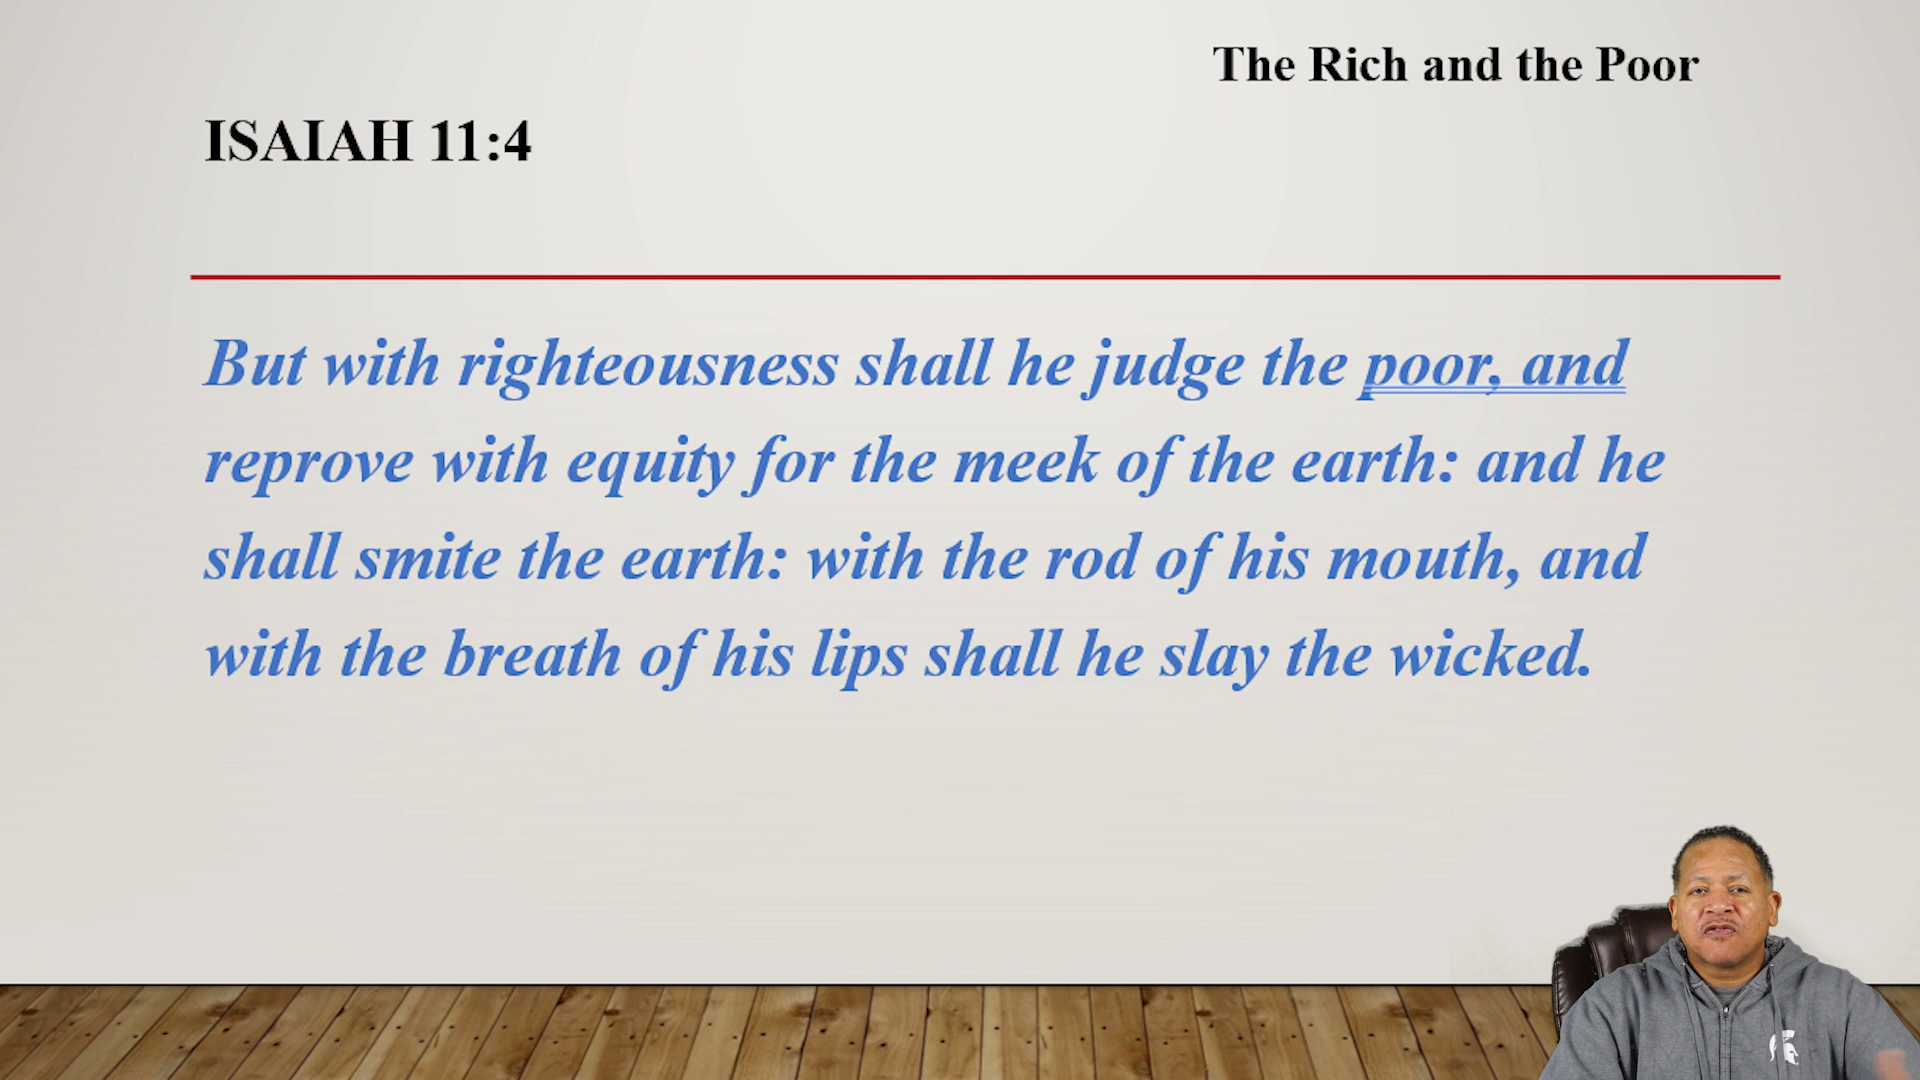 The Rich and the Poor
ISAIAH 11:4
But with righteousness shall he judge the poor, and
reprove with equity for the meek of the earth: and he
shall smite the earth: with the rod of his mouth, and
with the breath of his lips shall he slay the wicked.